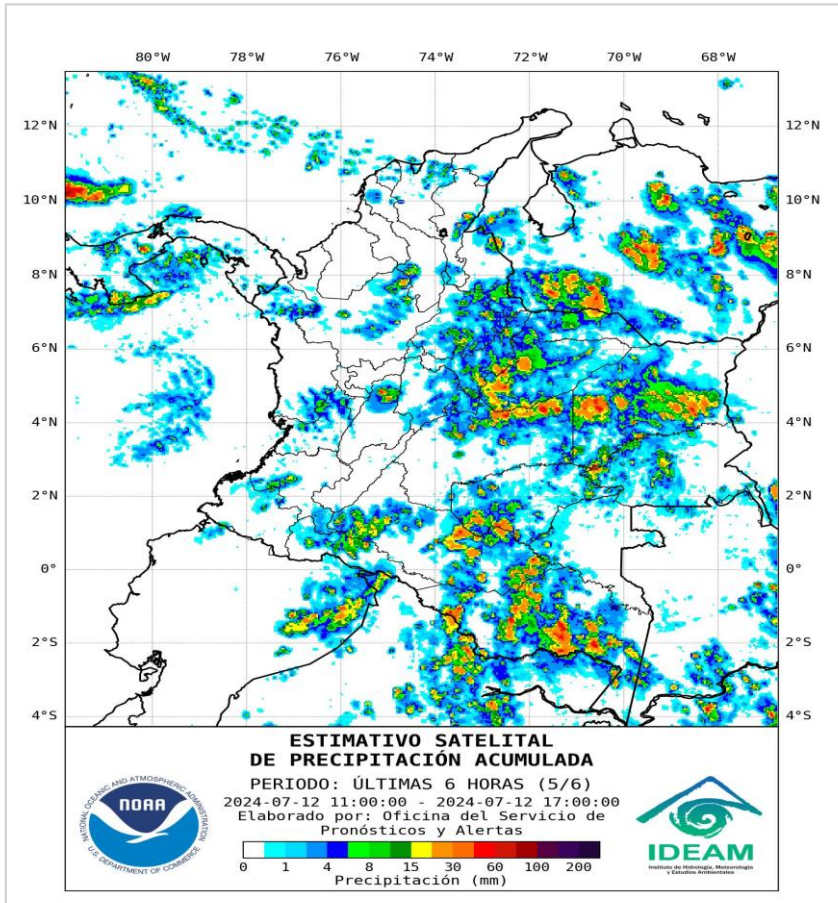 80°W 78°W 76°W 74°W 72°W 70°W 68°W
12°N 12°N
10°N 10°N
8°N 8°N
6°N 6°N
4°N 4°N
2°N 2°N
0° 0°
2°S 2°S
4°S 4°S
ESTIMATIVO SATELITAL
DE PRECIPITACIÓN ACUMULADA
PERIODO: ÚLTIMAS 6 HORAS (5/6)
2024-07-12 11:00:00 - 2024-07-12 17:00:00
Elaborado por: Oficina del Servicio de
Pronósticos y Alertas
0 1 4 8 15 30 60 100 200
Precipitación (mm)
NATIONAL OCEANIC AND ATMOSPHERIC ADMINISTRATION
NOAA
U.S. DEPARTMENT OF COMMERCE
IDEAM
Instituto de Hidrología, Meteorología
y Estudios Ambientales